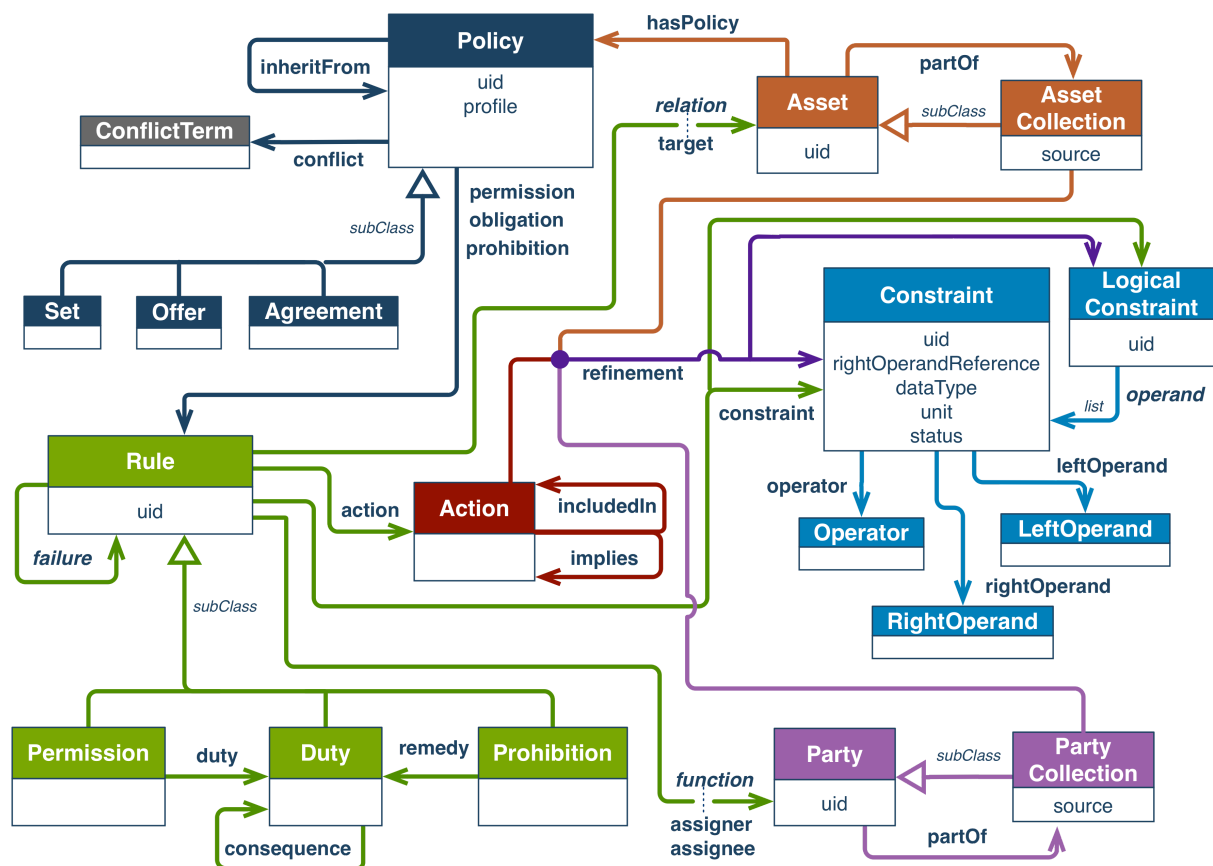 hasPolicy
Policy
inheritFrom
uid
profile
partOf
Asset
uid
Asset
Collection
source
subClass
relation
target
ConflictTerm
conflict
permission
obligation
prohibition
subClass
Set
Offer
Agreement
Constraint
uid
rightOperandReference
dataType
unit
status
Logical
Constraint
uid
refinement
constraint
operand
list
Rule
uid
failure
action
Action
includedIn
implies
operator
leftOperand
Operator
LeftOperand
rightOperand
RightOperand
subClass
Permission
duty
Duty
remedy
Prohibition
consequence
function
assigner
assignee
Party
uid
subClass
Party
Collection
source
partOf